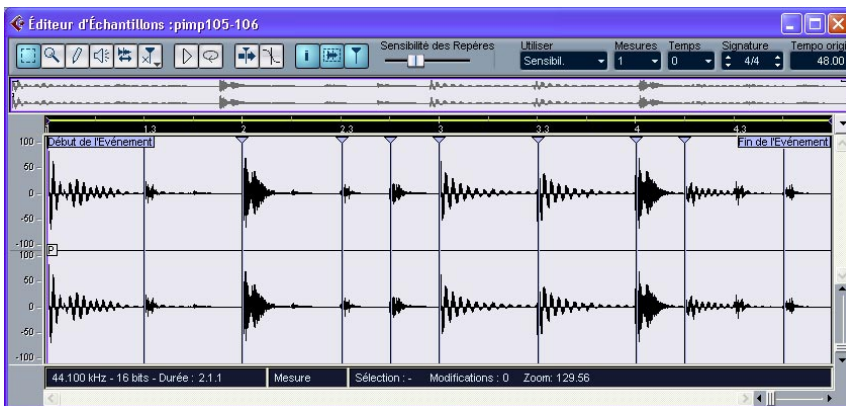 Éditeur d'Échantillons :pimp105-106
Sensibilité des Repères
Utiliser
Mesures
Temps
Signature
Tempo origi
Sensibil.
1
0
4/4
48.00
1.3
2
2.3
3
3.3
4
4.3
Début de l'Evénement
Fin de l'Evénement
100
50
0
-50
-100
100
P
50
0
-50
-100
44.100 kHz - 16 bits - Durée : 2.1.1
Mesure
Sélection : -
Modifications : 0
Zoom: 129.56